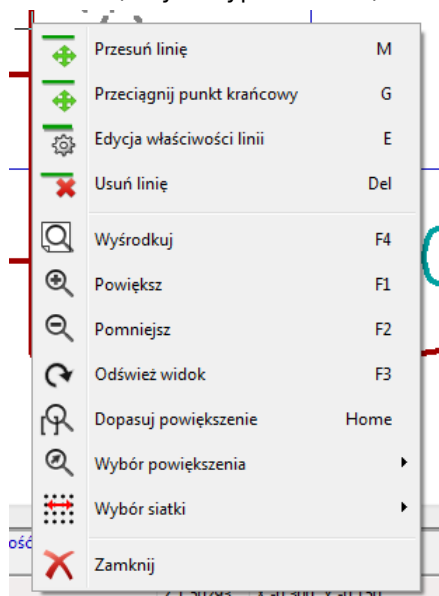 Przesuń linię M
Przeciągnij punkt krańcowy G
Edycja właściwości linii E
Usuń linię Del
Wyśrodkuj F4
Powiększ F1
Pomniejsz F2
Odśwież widok F3
Dopasuj powiększenie Home
Wybór powiększenia
Wybór siatki
ość
Zamknij